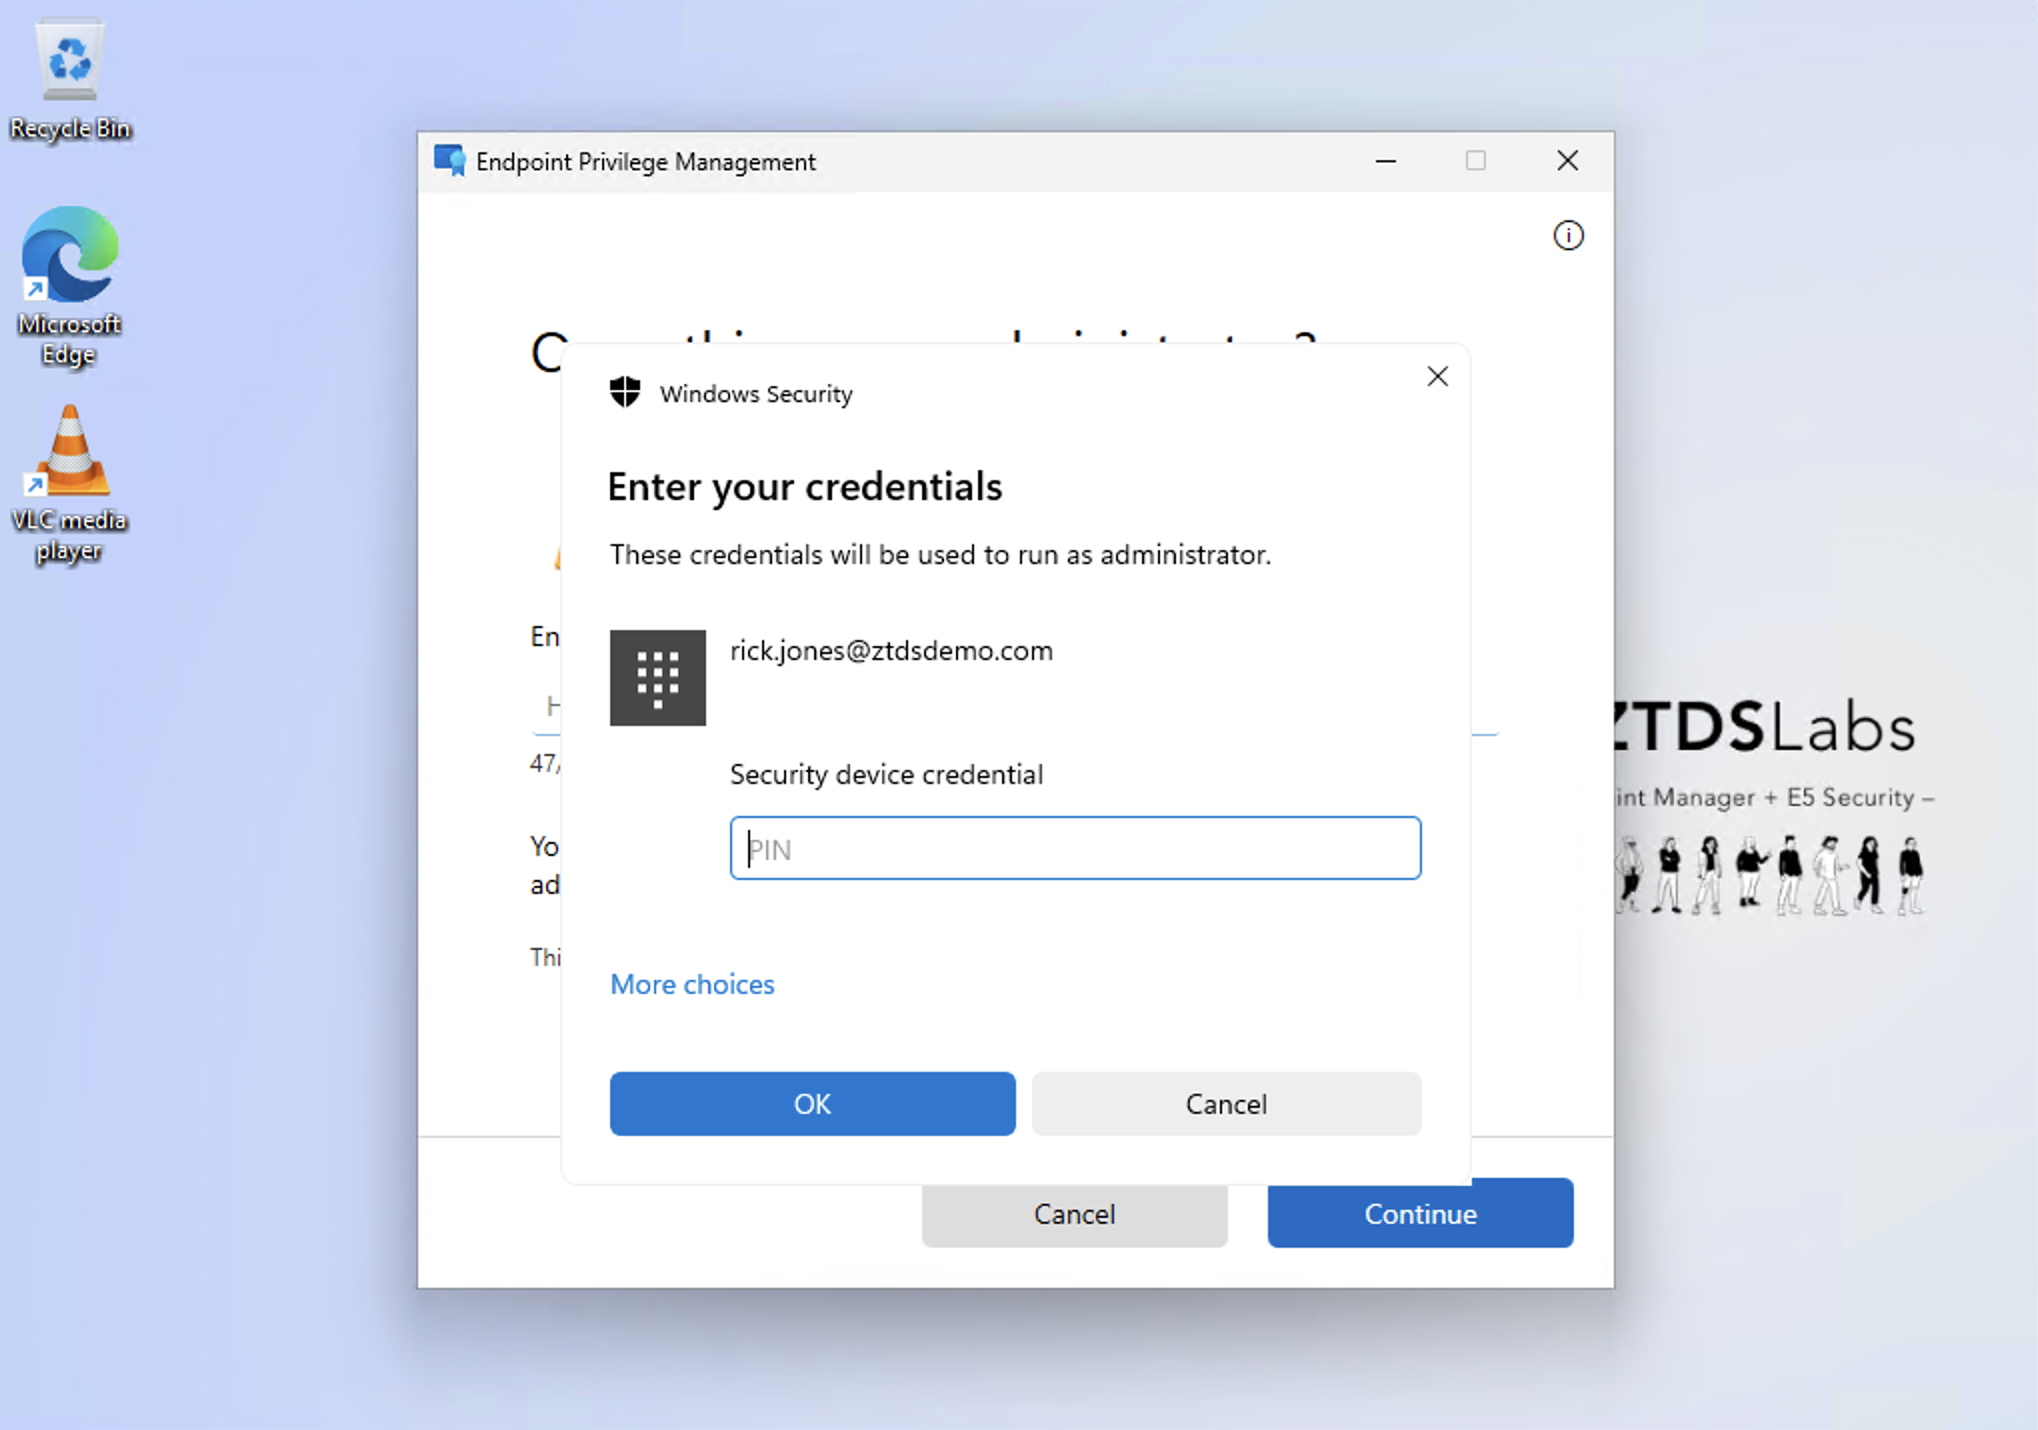 Recycle Bin
Microsoft
Edge
VLC media
player
Endpoint Privilege Management
Windows Security
Enter your credentials
These credentials will be used to run as administrator.
rick.jones@ztdsdemo.com
Security device credential
PIN
More choices
OK
Cancel
Cancel
Continue
ZTDSLabs
int Manager + E5 Security –
En
H
47/
Yo
ad
Thi